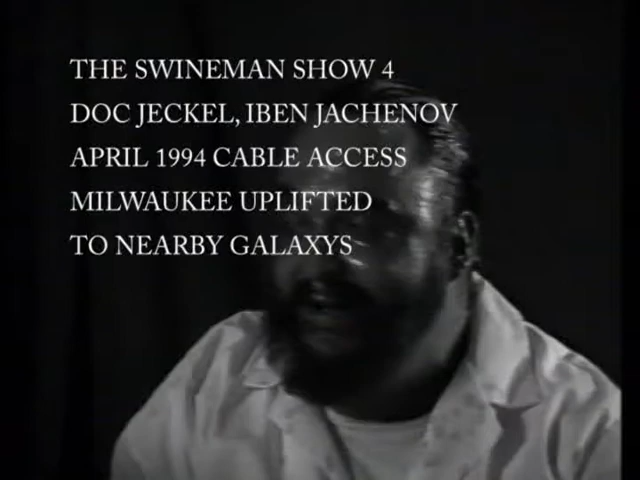 THE SWINEMAN SHOW 4
DOC JECKEL, IBEN JACHENOV
APRIL 1994 CABLE ACCESS
MILWAUKEE UPLIFTED
TO NEARBY GALAXYS